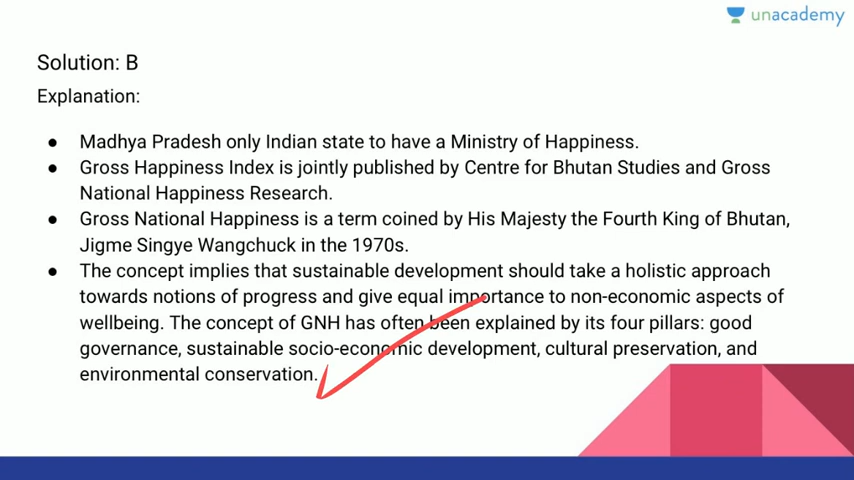 unacademy
Solution: B
Explanation:
● Madhya Pradesh only Indian state to have a Ministry of Happiness.
● Gross Happiness Index is jointly published by Centre for Bhutan Studies and Gross
National Happiness Research.
● Gross National Happiness is a term coined by His Majesty the Fourth King of Bhutan,
Jigme Singye Wangchuck in the 1970s.
● The concept implies that sustainable development should take a holistic approach
towards notions of progress and give equal importance to non-economic aspects of
wellbeing. The concept of GNH has often been explained by its four pillars: good
governance, sustainable socio-economic development, cultural preservation, and
environmental conservation.